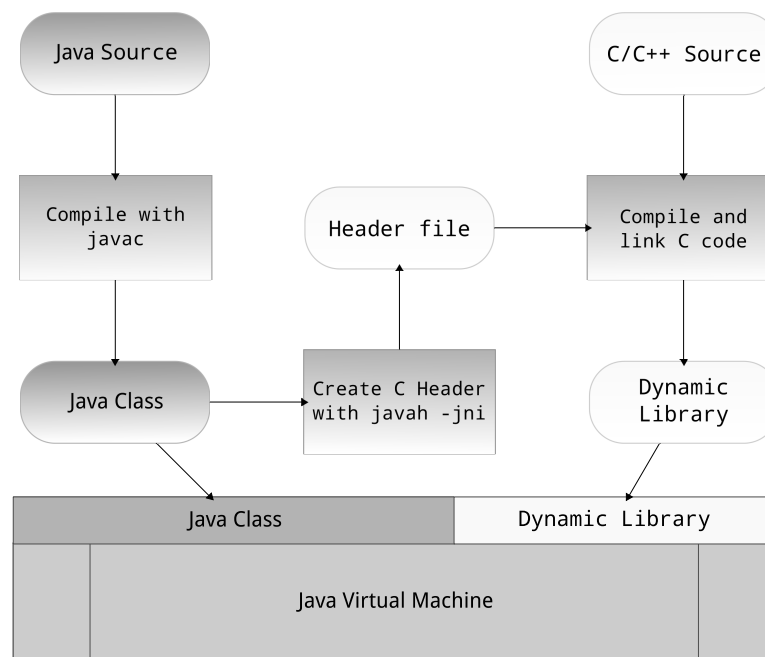 Java Source
C/C++ Source
Compile with
javac
Header file
Compile and
link C code
Java Class
Create C Header
with javah -jni
Dynamic
Library
Java Class
Dynamic Library
Java Virtual Machine